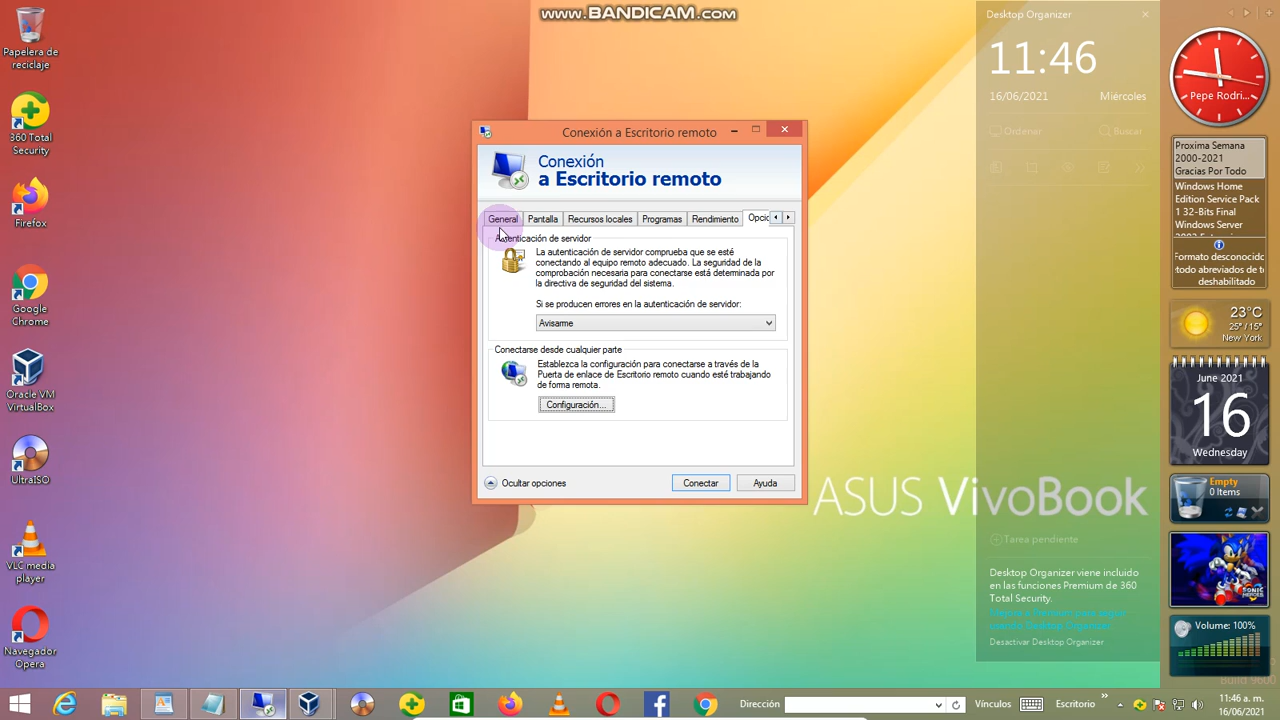 www.BANDICAM.com
Papelera de
reciclaje
360 Total
Security
Firefox
Google
Chrome
Oracle VM
VirtualBox
UltraISO
VLC media
player
Navegador
Opera
Conexión a Escritorio remoto
Conexión
a Escritorio remoto
General
Pantalla
Recursos locales
Programas
Rendimiento
Opcio
Autenticación de servidor
La autenticación de servidor comprueba que se esté
conectando al equipo remoto adecuado. La seguridad de la
comprobación necesaria para conectarse está determinada por
la directiva de seguridad del sistema.
Si se producen errores en la autenticación de servidor:
Avisarme
Conectarse desde cualquier parte
Establezca la configuración para conectarse a través de la
Puerta de enlace de Escritorio remoto cuando esté trabajando
de forma remota.
Configuración...
Ocultar opciones
Conectar
Ayuda
ASUS VivoBook
Desktop Organizer
11:46
16/06/2021
Miércoles
Ordenar
Buscar
Tarea pendiente
Desktop Organizer viene incluido
en las funciones Premium de 360
Total Security.
usando Desktop Organizer
Desactivar Desktop Organizer
Pepe Rodri...
Proxima Semana
2000-2021
Gracias Por Todo
Windows Home
Edition Service Pack
1 32-Bits Final
Windows Server
Formato desconocido
todo abreviados de t
deshabilitado
23°C
25° / 15°
New York
June 2021
16
Wednesday
Empty
0 Items
SONIC
HEROES
Volume: 100%
Build 9600
Dirección
Vínculos
Escritorio
11:46 a. m.
16/06/2021